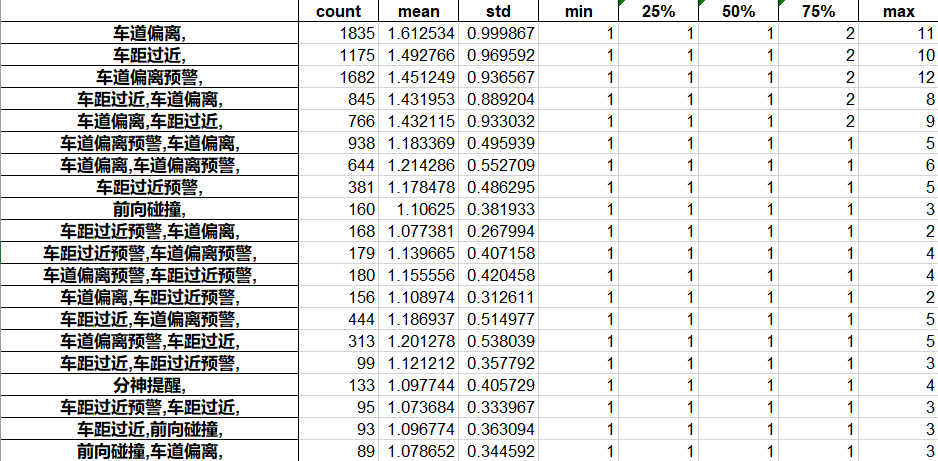 count mean std min 25% 50% 75% max
车道偏离, 1835 1.612534 0.999867 1 1 1 2 11
车距过近, 1175 1.492766 0.969592 1 1 1 2 10
车道偏离预警, 1682 1.451249 0.936567 1 1 1 2 12
车距过近,车道偏离, 845 1.431953 0.889204 1 1 1 2 8
车道偏离,车距过近, 766 1.432115 0.933032 1 1 1 2 9
车道偏离预警,车道偏离, 938 1.183369 0.495939 1 1 1 1 5
车道偏离,车道偏离预警, 644 1.214286 0.552709 1 1 1 1 6
车距过近预警, 381 1.178478 0.486295 1 1 1 1 5
前向碰撞, 160 1.10625 0.381933 1 1 1 1 3
车距过近预警,车道偏离, 168 1.077381 0.267994 1 1 1 1 2
车距过近预警,车道偏离预警, 179 1.139665 0.407158 1 1 1 1 4
车道偏离预警,车距过近预警, 180 1.155556 0.420458 1 1 1 1 4
车道偏离,车距过近预警, 156 1.108974 0.312611 1 1 1 1 2
车距过近,车道偏离预警, 444 1.186937 0.514977 1 1 1 1 5
车道偏离预警,车距过近, 313 1.201278 0.538039 1 1 1 1 5
车距过近,车距过近预警, 99 1.121212 0.357792 1 1 1 1 3
分神提醒, 133 1.097744 0.405729 1 1 1 1 4
车距过近预警,车距过近, 95 1.073684 0.333967 1 1 1 1 3
车距过近,前向碰撞, 93 1.096774 0.363094 1 1 1 1 3
前向碰撞,车道偏离, 89 1.078652 0.344592 1 1 1 1 3